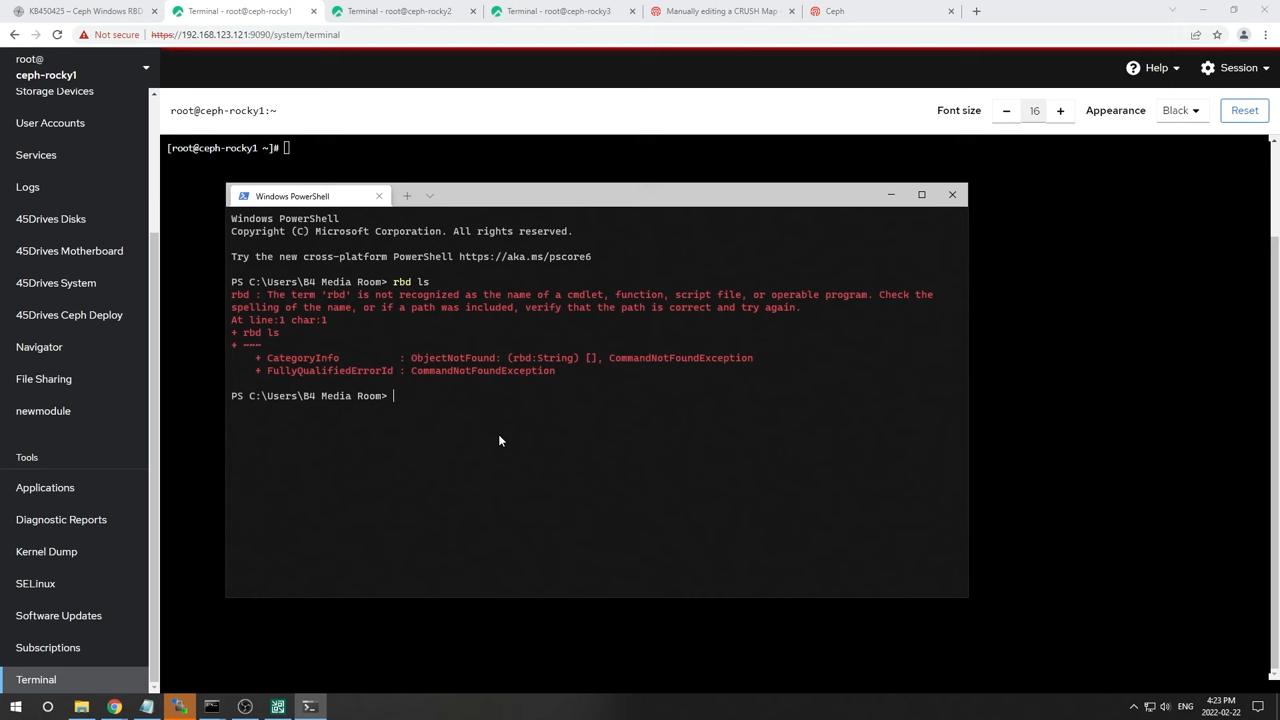 KB450425 – Ceph Windows RBD
Terminal - root@ceph-rocky1
Terminal - root@ceph-rocky2
Terminal - root@ceph-rocky3
Manually editing a CRUSH Map
Ceph
Not secure
https://192.168.123.121:9090/system/terminal
root@
ceph-rocky1
Help
Session
Storage Devices
User Accounts
Services
Logs
45Drives Disks
45Drives Motherboard
45Drives System
45Drives Ceph Deploy
Navigator
File Sharing
newmodule
Tools
Applications
Diagnostic Reports
Kernel Dump
SELinux
Software Updates
Subscriptions
Terminal
root@ceph-rocky1:~
Font size
16
Appearance
Black
Reset
[root@ceph-rocky1 ~]#
Windows PowerShell
Windows PowerShell
Copyright (C) Microsoft Corporation. All rights reserved.
Try the new cross-platform PowerShell https://aka.ms/pscore6
PS C:\Users\B4 Media Room> rbd ls
rbd : The term 'rbd' is not recognized as the name of a cmdlet, function, script file, or operable program. Check the
spelling of the name, or if a path was included, verify that the path is correct and try again.
At line:1 char:1
+ rbd ls
+ ~~~
+ CategoryInfo          : ObjectNotFound: (rbd:String) [], CommandNotFoundException
+ FullyQualifiedErrorId : CommandNotFoundException
PS C:\Users\B4 Media Room>
ENG
4:23 PM
2022-02-22